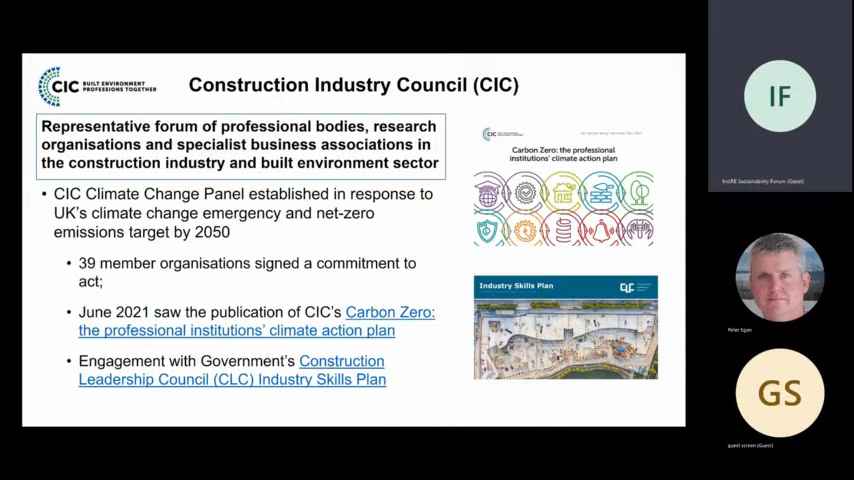 CIC BUILT ENVIRONMENT
PROFESSIONS TOGETHER
Construction Industry Council (CIC)
Representative forum of professional bodies, research
organisations and specialist business associations in
the construction industry and built environment sector
• CIC Climate Change Panel established in response to
UK's climate change emergency and net-zero
emissions target by 2050
• 39 member organisations signed a commitment to
act;
• June 2021 saw the publication of CIC's Carbon Zero:
the professional institutions' climate action plan
• Engagement with Government's Construction
Leadership Council (CLC) Industry Skills Plan
CIC
Carbon Zero: the professional
institutions' climate action plan
Industry Skills Plan
CLC
IF
InstRE Sustainability Forum (Guest)
Peter Egan
GS
guest screen (Guest)